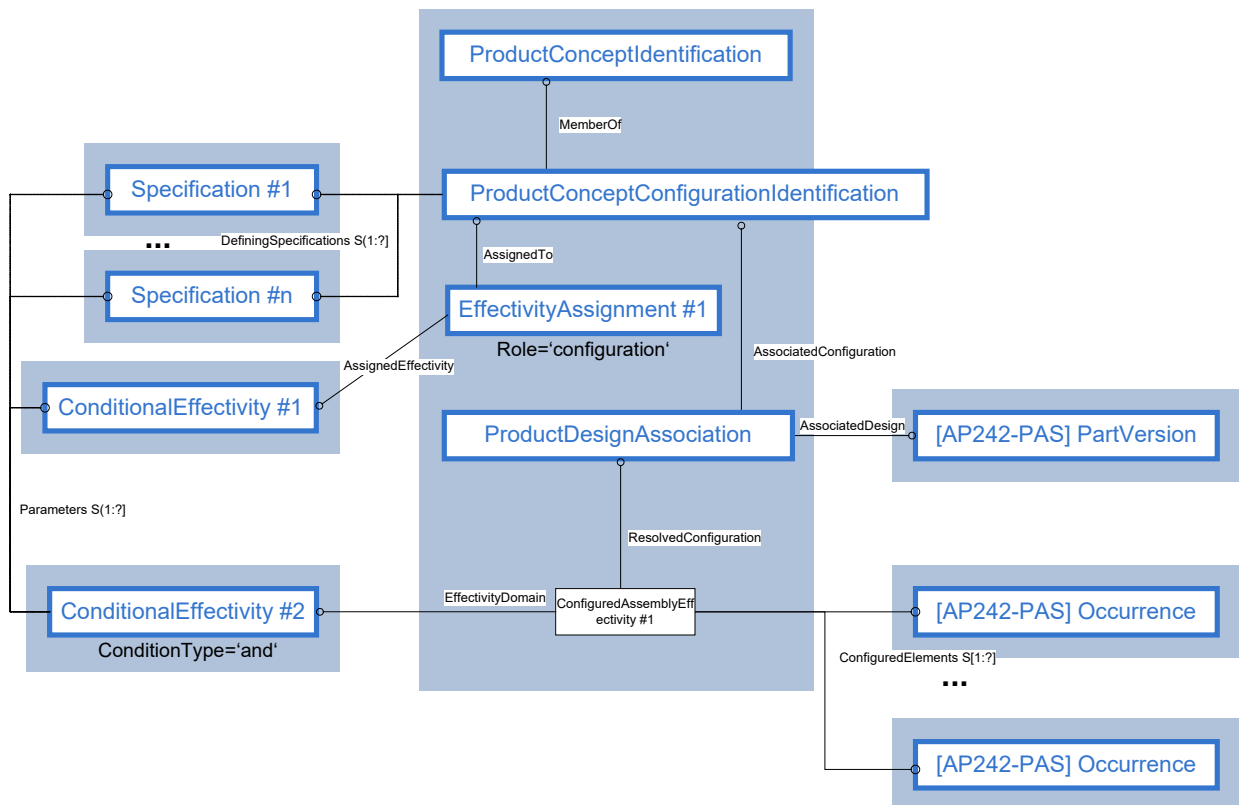 ProductConceptIdentification
MemberOf
Specification #1
ProductConceptConfigurationIdentification
...
DefiningSpecifications S(1:?]
AssignedTo
Specification #n
EffectivityAssignment #1
Role=‘configuration‘
AssociatedConfiguration
AssignedEffectivity
ConditionalEffectivity #1
ProductDesignAssociation
AssociatedDesign
[AP242-PAS] PartVersion
Parameters S(1:?]
ResolvedConfiguration
ConditionalEffectivity #2
ConditionType=‘and‘
EffectivityDomain
ConfiguredAssemblyEff
ectivity #1
[AP242-PAS] Occurrence
ConfiguredElements S[1:?]
...
[AP242-PAS] Occurrence